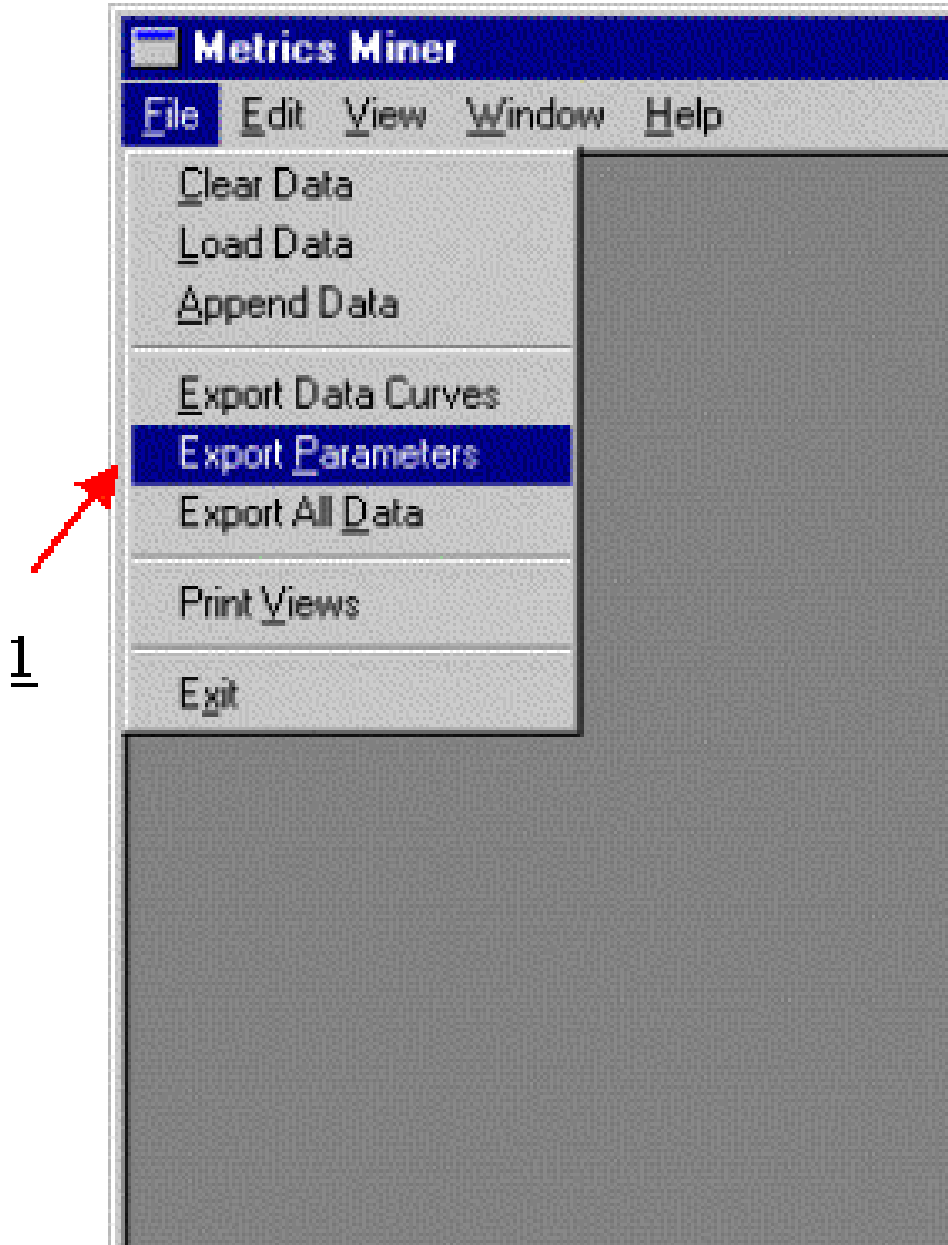 Metrics Miner
File Edit View Window Help
Clear Data
Load Data
Append Data
Export Data Curves
Export Parameters
Export All Data
Print Views
Exit
1